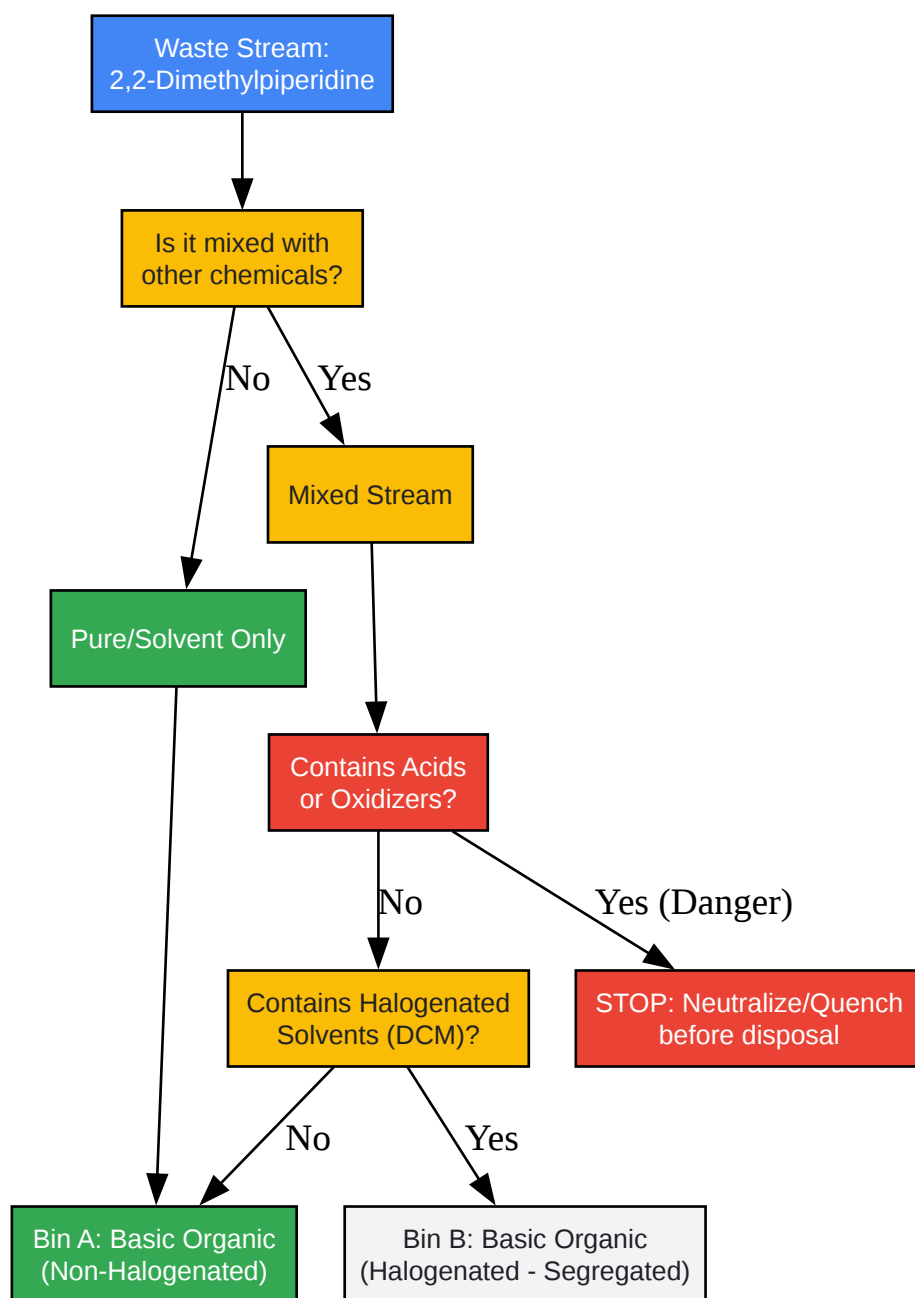 Waste Stream:
2,2-Dimethylpiperidine
Is it mixed with
other chemicals?
No
Yes
Mixed Stream
Pure/Solvent Only
Contains Acids
or Oxidizers?
No
Yes (Danger)
Contains Halogenated
Solvents (DCM)?
STOP: Neutralize/Quench
before disposal
No
Yes
Bin A: Basic Organic
(Non-Halogenated)
Bin B: Basic Organic
(Halogenated - Segregated)